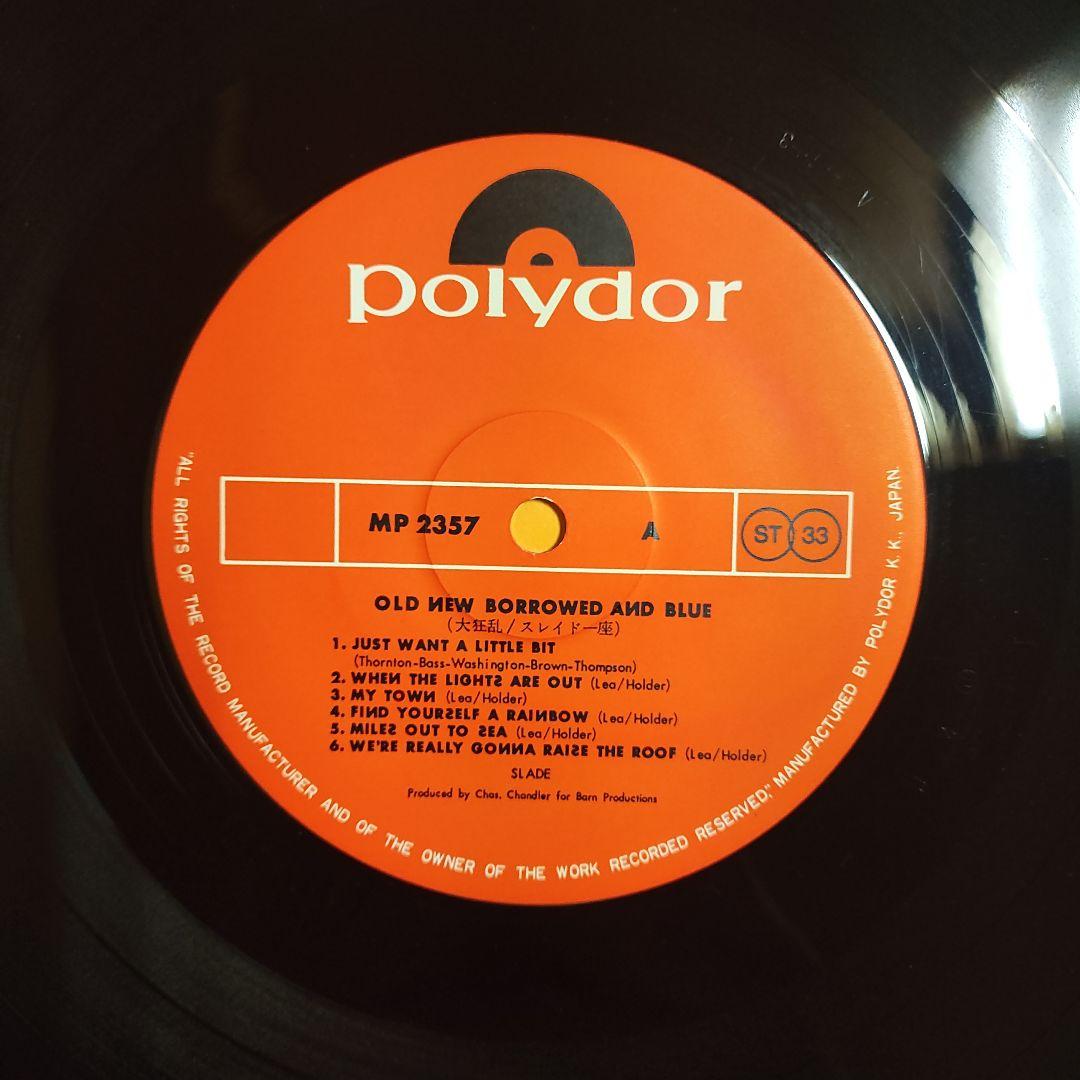 polydor
MP 2357 A ST 33
OLD NEW BORROWED AND BLUE
(大狂乱/スレイド一座)
1. JUST WANT A LITTLE BIT
(Thornton-Bass-Washington-Brown-Thompson)
2. WHEN THE LIGHTS ARE OUT (Lea/Holder)
3. MY TOWN (Lea/Holder)
4. FIND YOURSELF A RAINBOW (Lea/Holder)
5. MILES OUT TO SEA (Lea/Holder)
6. WE'RE REALLY GONNA RAISE THE ROOF (Lea/Holder)
SLADE
Produced by Chas. Chandler for Barn Productions
"ALL RIGHTS OF THE RECORD MANUFACTURER AND OF THE OWNER OF THE WORK RECORDED RESERVED;" MANUFACTURED BY POLYDOR K.K., JAPAN.